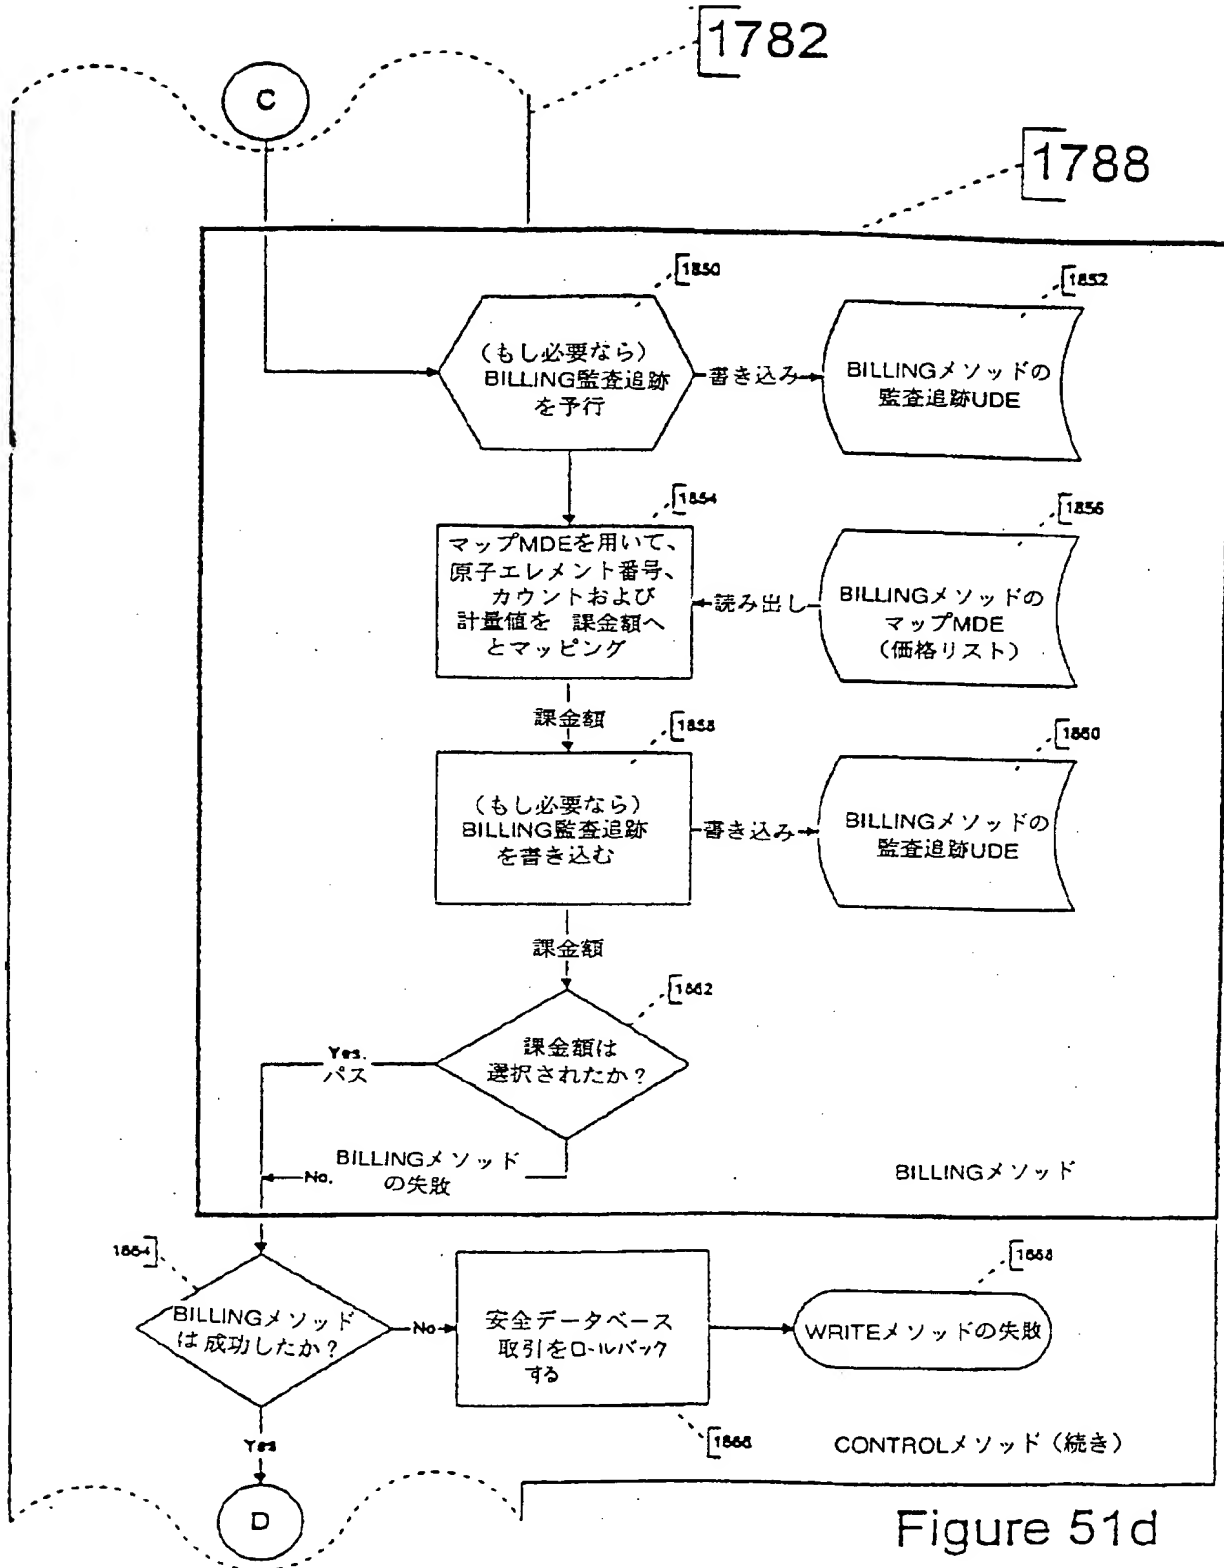 1782
C
1788
1850
(もし必要なら)
BILLING監査追跡
を予行
書き込み
1852
BILLINGメソッドの
監査追跡UDE
1854
マップMDEを用いて、
原子エレメント番号、
カウントおよび
計量値を 課金額へ
とマッピング
読み出し
1856
BILLINGメソッドの
マップMDE
(価格リスト)
課金額
1858
(もし必要なら)
BILLING監査追跡
を書き込む
書き込み
1860
BILLINGメソッドの
監査追跡UDE
課金額
1862
課金額は
選択されたか?
Yes.
パス
No.
BILLINGメソッド
の失敗
BILLINGメソッド
1864
BILLINGメソッド
は成功したか?
No
安全データベース
取引をロールバック
する
1866
1868
WRITEメソッドの失敗
Yes
CONTROLメソッド(続き)
D
Figure 51d